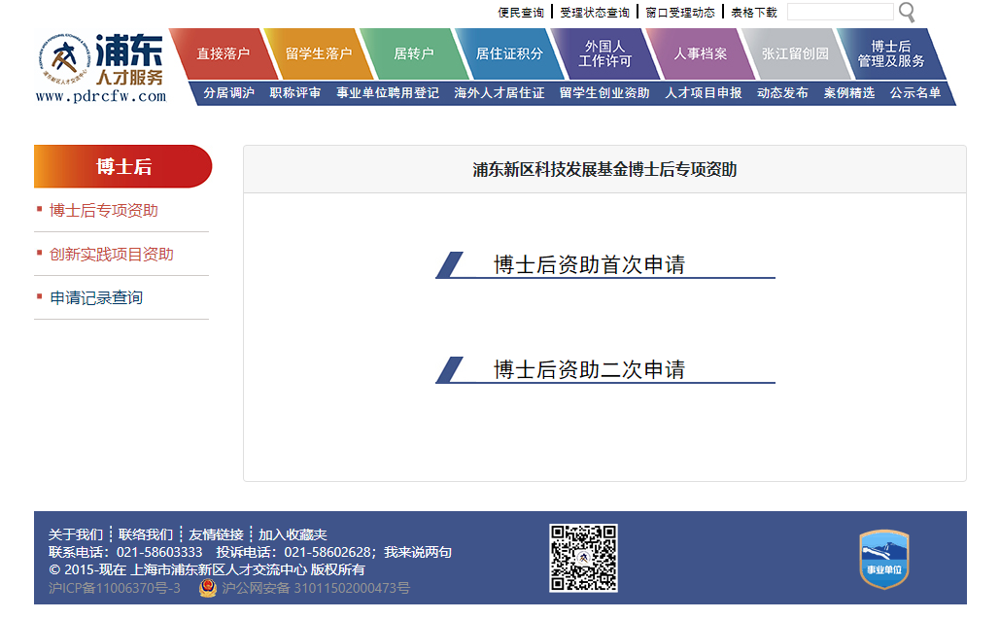 便民查询 受理状态查询 窗口受理动态 表格下载
浦东
人才服务
www.pdrcfw.com
直接落户 留学生落户 居转户 居住证积分 外国人工作许可 人事档案 张江留创园 博士后管理及服务
分居调沪 职称评审 事业单位聘用登记 海外人才居住证 留学生创业资助 人才项目申报 动态发布 案例精选 公示名单
博士后
博士后专项资助
创新实践项目资助
申请记录查询
浦东新区科技发展基金博士后专项资助
博士后资助首次申请
博士后资助二次申请
关于我们 联络我们 友情链接 加入收藏夹
联系电话：021-58603333 投诉电话：021-58602628；我来说两句
© 2015-现在 上海市浦东新区人才交流中心 版权所有
沪ICP备11006370号-3 沪公网安备 31011502000473号
事业单位